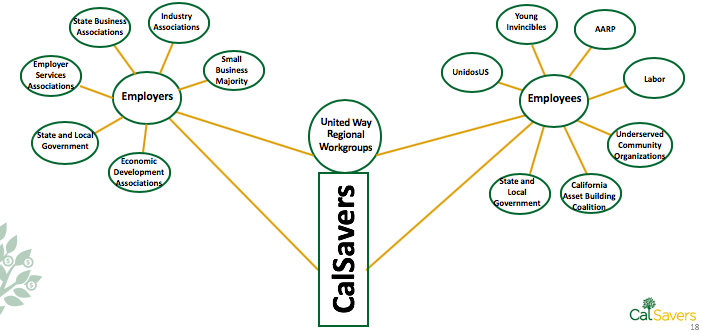 State Business
Associations
Industry
Associations
Employer
Services
Associations
Small
Business
Majority
Employers
State and Local
Government
Economic
Development
Associations
United Way
Regional
Workgroups
CalSavers
Young
Invincibles
AARP
UnidosUS
Labor
Employees
Underserved
Community
Organizations
State and
Local
Government
California
Asset Building
Coalition
CalSavers
18